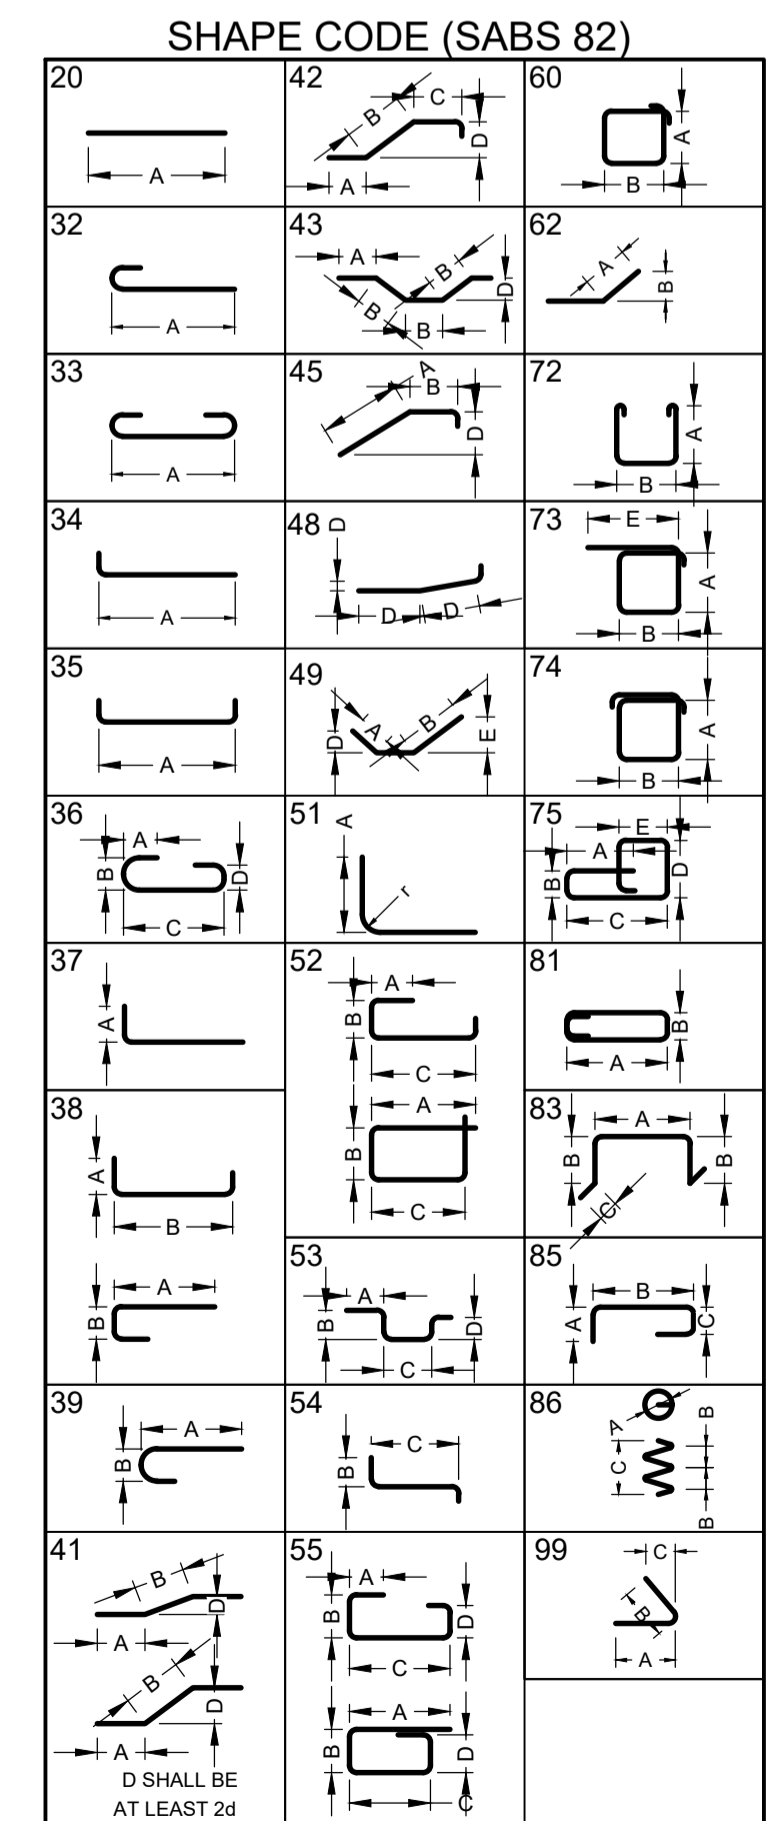 SHAPE CODE (SABS 82)
20
A
32
A
33
A
34
A
35
A
36
A
B
D
C
37
A
38
A
B
A
B
39
A
B
41
B
D
A
B
D
A
D SHALL BE
AT LEAST 2d
42
B
C
D
A
43
A
B
D
B
B
45
A
B
D
48
D
D
D
49
A
B
D
E
51
A
r
52
A
B
C
A
B
C
53
A
B
D
C
54
C
B
55
A
B
D
C
A
B
D
C
60
A
B
62
A
B
72
A
B
73
E
A
B
74
A
B
75
E
A
B
D
C
81
B
A
83
A
B
B
C
85
B
A
C
86
A
B
C
B
99
C
B
A